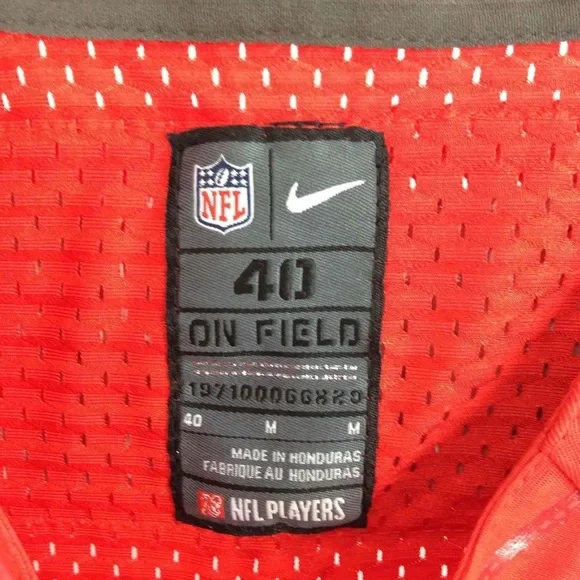 NFL
40
ON FIELD
40 M M
MADE IN HONDURAS
FABRIQUE AU HONDURAS
NFL PLAYERS